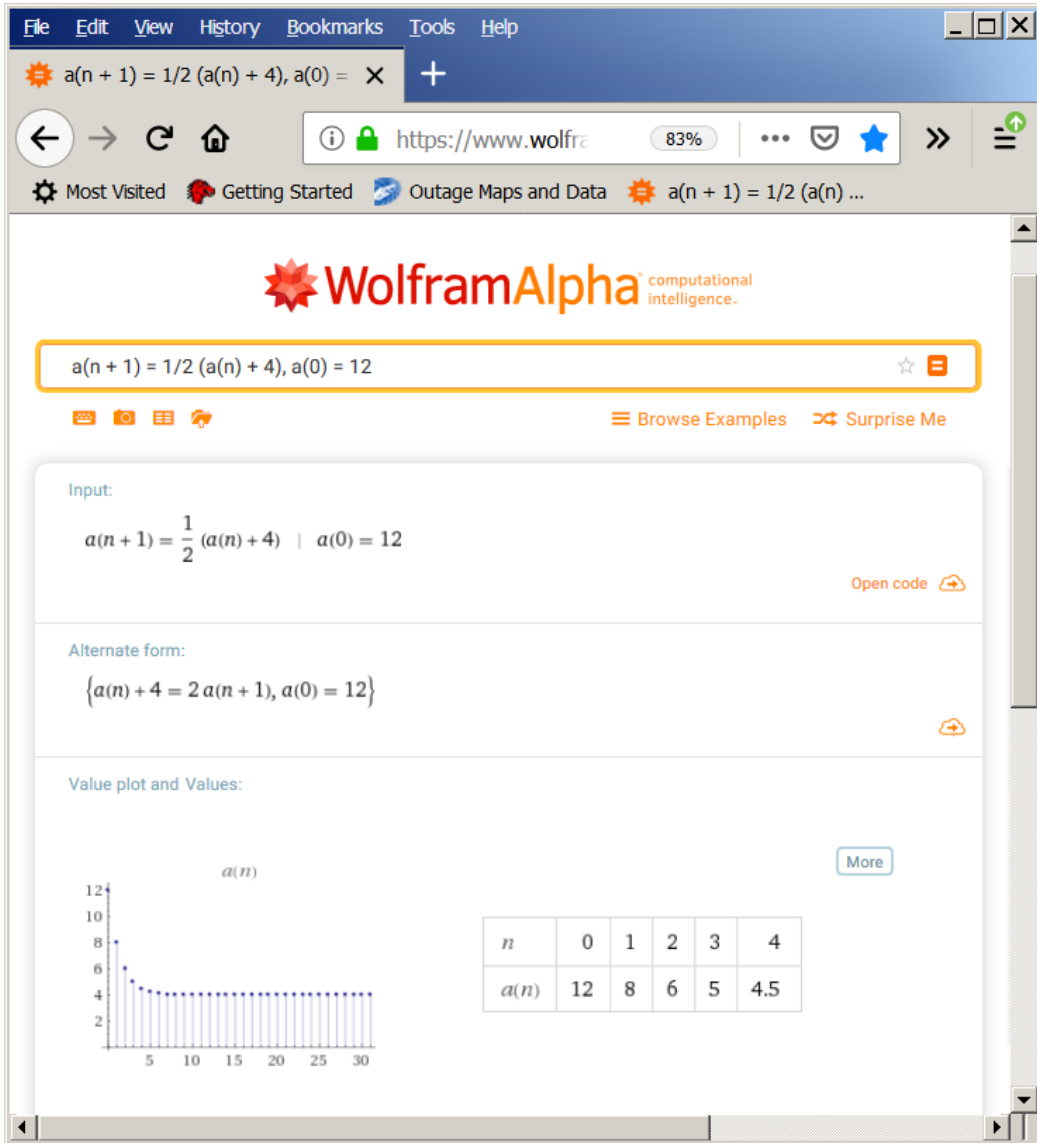 File Edit View History Bookmarks Tools Help
a(n + 1) = 1/2 (a(n) + 4), a(0) =
https://www.wolfra 83%
Most Visited Getting Started Outage Maps and Data a(n + 1) = 1/2 (a(n) ...
WolframAlpha computational
intelligence.
a(n + 1) = 1/2 (a(n) + 4), a(0) = 12
Browse Examples Surprise Me
Input:
a(n + 1) = 1/2 (a(n) + 4) | a(0) = 12
Open code
Alternate form:
{a(n) + 4 = 2 a(n + 1), a(0) = 12}
Value plot and Values:
More
a(n)
12
10
8
6
4
2
5 10 15 20 25 30
n 0 1 2 3 4
a(n) 12 8 6 5 4.5